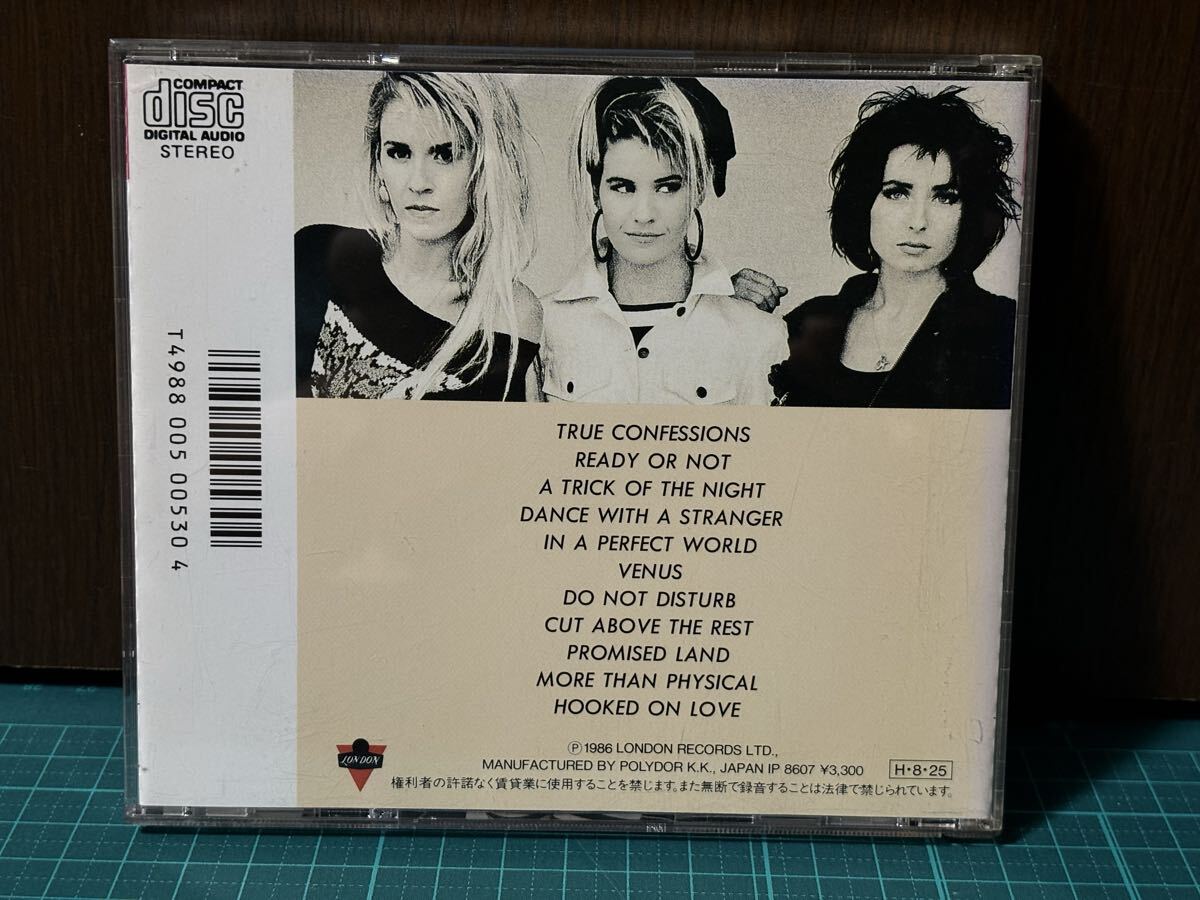 COMPACT
disc
DIGITAL AUDIO
STEREO
T4988 005 00530 4
TRUE CONFESSIONS
READY OR NOT
A TRICK OF THE NIGHT
DANCE WITH A STRANGER
IN A PERFECT WORLD
VENUS
DO NOT DISTURB
CUT ABOVE THE REST
PROMISED LAND
MORE THAN PHYSICAL
HOOKED ON LOVE
LONDON
Ⓟ1986 LONDON RECORDS LTD.,
MANUFACTURED BY POLYDOR K.K., JAPAN IP 8607 ¥3,300
H・8・25
権利者の許諾なく賃貸業に使用することを禁じます。また無断で録音することは法律で禁じられています。